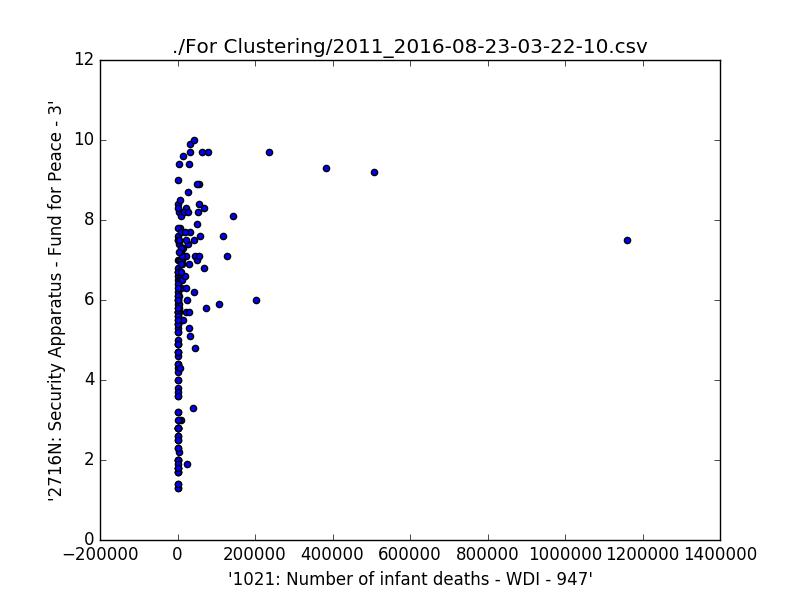 ./For Clustering/2011_2016-08-23-03-22-10.csv
12
10
8
6
4
2
0
'2716N: Security Apparatus - Fund for Peace - 3'
−200000 0 200000 400000 600000 800000 1000000 1200000 1400000
'1021: Number of infant deaths - WDI - 947'